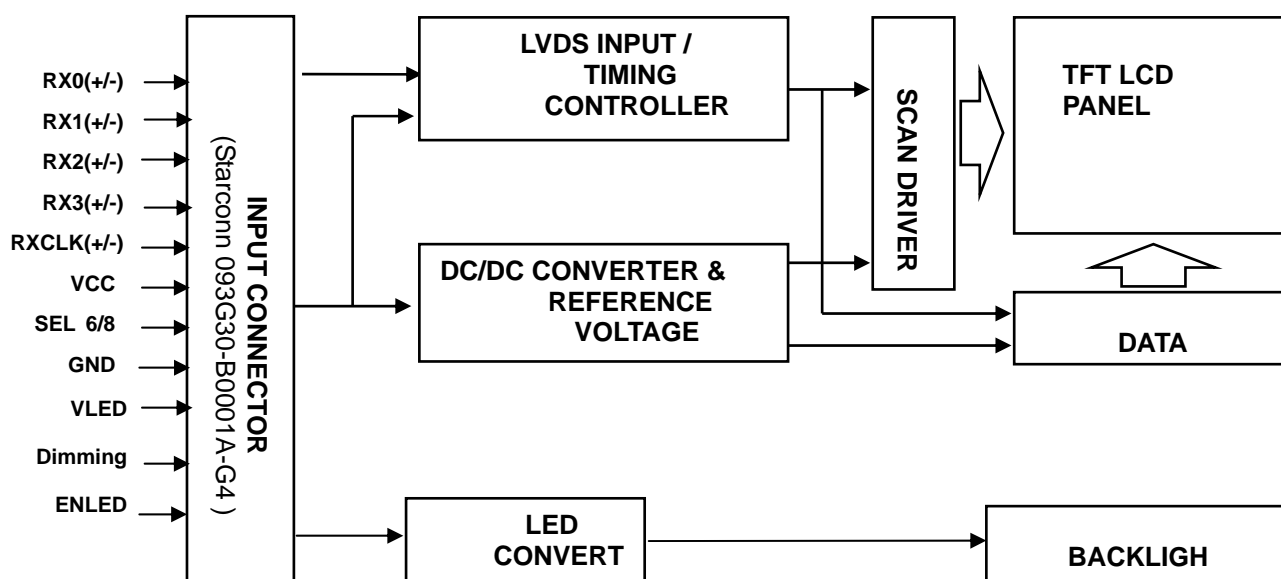 RX0(+/-)
RX1(+/-)
RX2(+/-)
RX3(+/-)
RXCLK(+/-)
VCC
SEL 6/8
GND
VLED
Dimming
ENLED
INPUT CONNECTOR
(Starconn 093G30-B0001A-G4 )
LVDS INPUT /
TIMING
CONTROLLER
DC/DC CONVERTER &
REFERENCE
VOLTAGE
LED
CONVERT
SCAN DRIVER
TFT LCD
PANEL
DATA
BACKLIGH